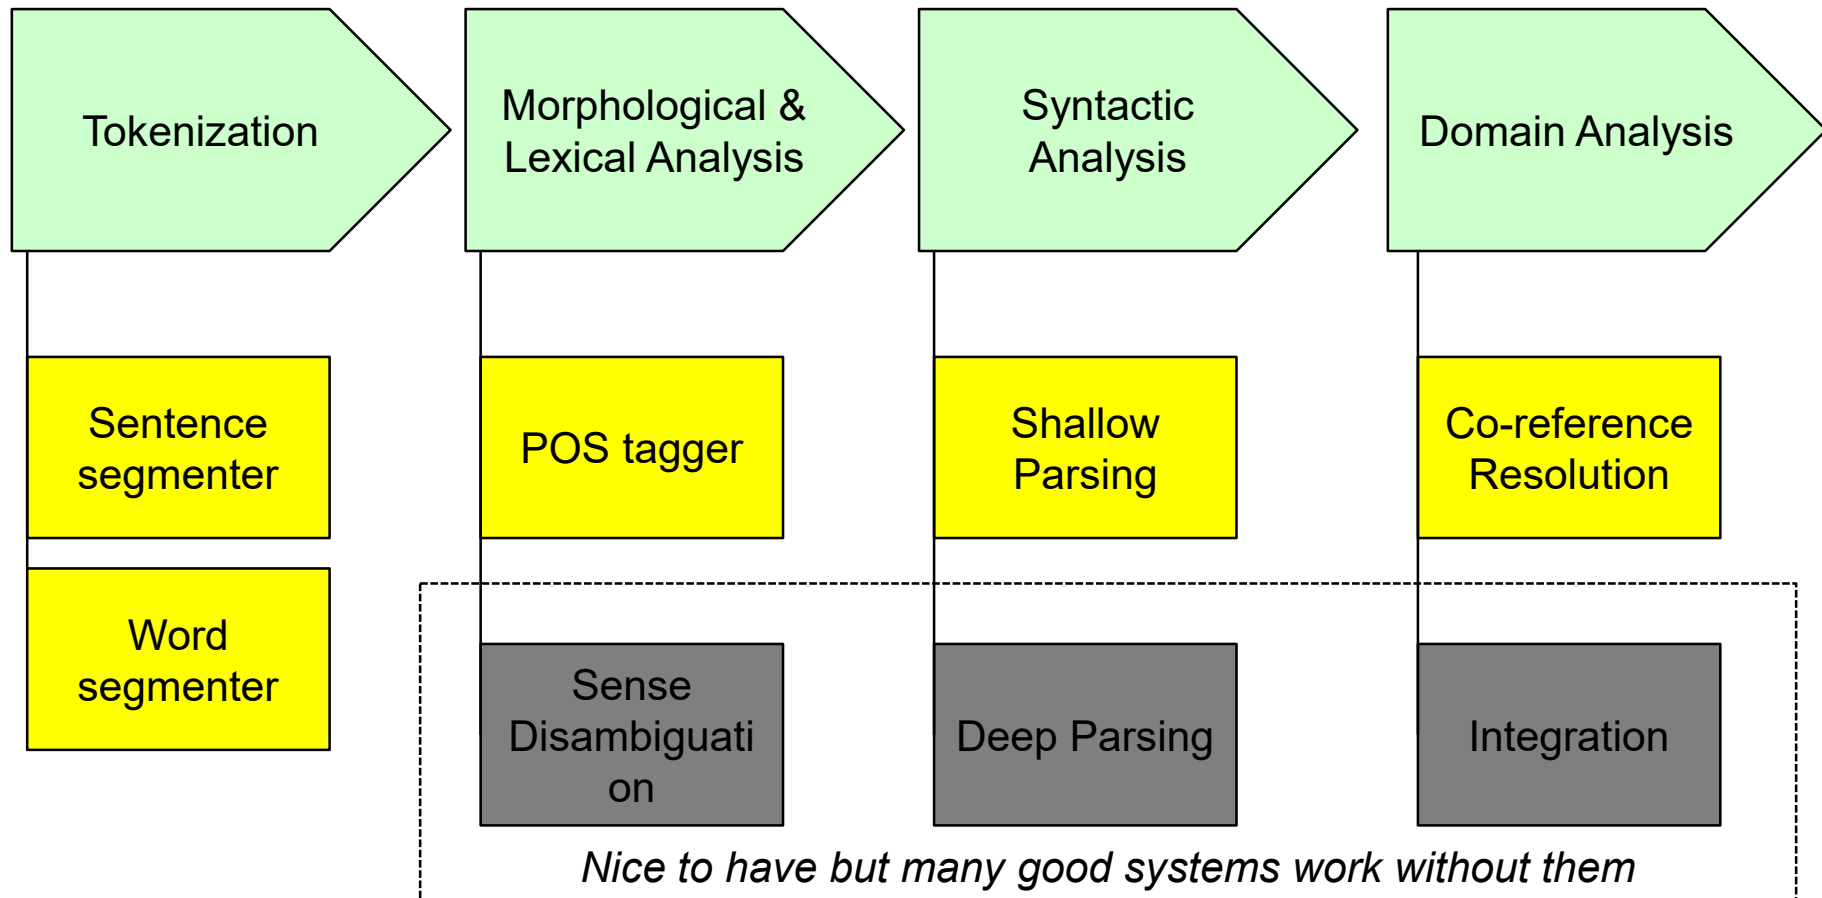 Tokenization
Morphological &
Lexical Analysis
Syntactic
Analysis
Domain Analysis
Sentence
segmenter
POS tagger
Shallow
Parsing
Co-reference
Resolution
Word
segmenter
Sense
Disambiguati
on
Deep Parsing
Integration
Nice to have but many good systems work without them